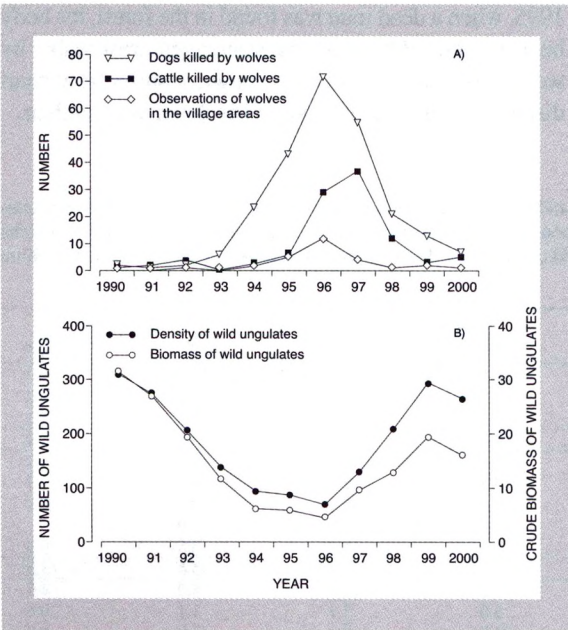 A)
Dogs killed by wolves
Cattle killed by wolves
Observations of wolves
in the village areas
NUMBER
80
70
60
50
40
30
20
10
0
1990 91 92 93 94 95 96 97 98 99 2000
B)
Density of wild ungulates
Biomass of wild ungulates
NUMBER OF WILD UNGULATES
400
300
200
100
0
CRUDE BIOMASS OF WILD UNGULATES
40
30
20
10
0
1990 91 92 93 94 95 96 97 98 99 2000
YEAR